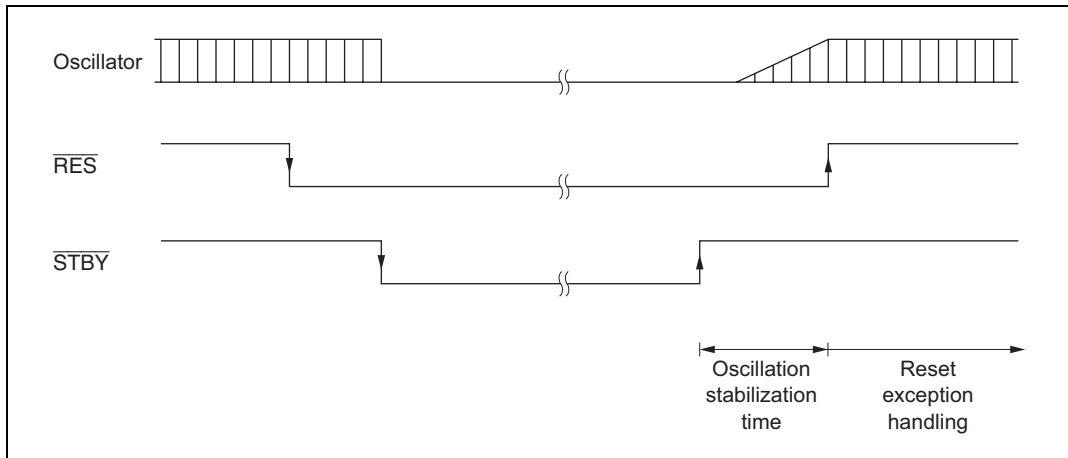 Oscillator
RES
STBY
Oscillation
stabilization
time
Reset
exception
handling